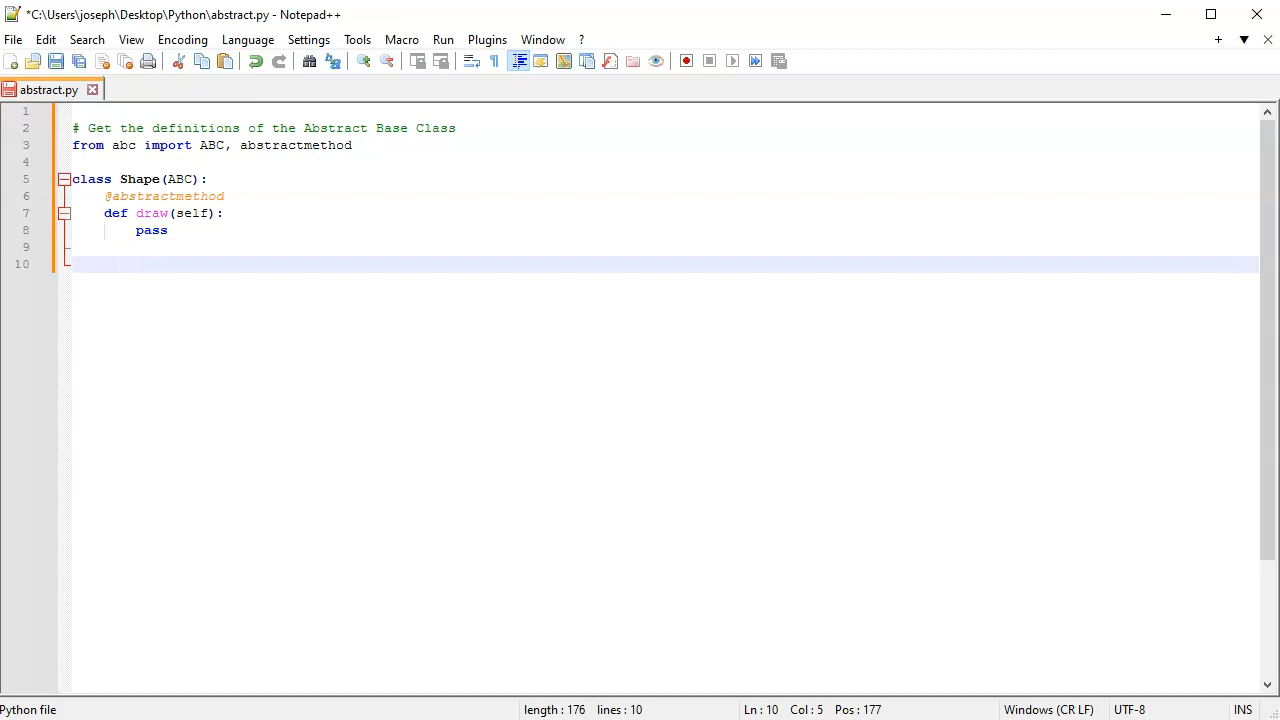 *C:\Users\joseph\Desktop\Python\abstract.py - Notepad++
File Edit Search View Encoding Language Settings Tools Macro Run Plugins Window ?
abstract.py
1
2 # Get the definitions of the Abstract Base Class
3 from abc import ABC, abstractmethod
4
5 class Shape(ABC):
6 @abstractmethod
7 def draw(self):
8 pass
9
10
Python file length : 176 lines : 10 Ln : 10 Col : 5 Pos : 177 Windows (CR LF) UTF-8 INS